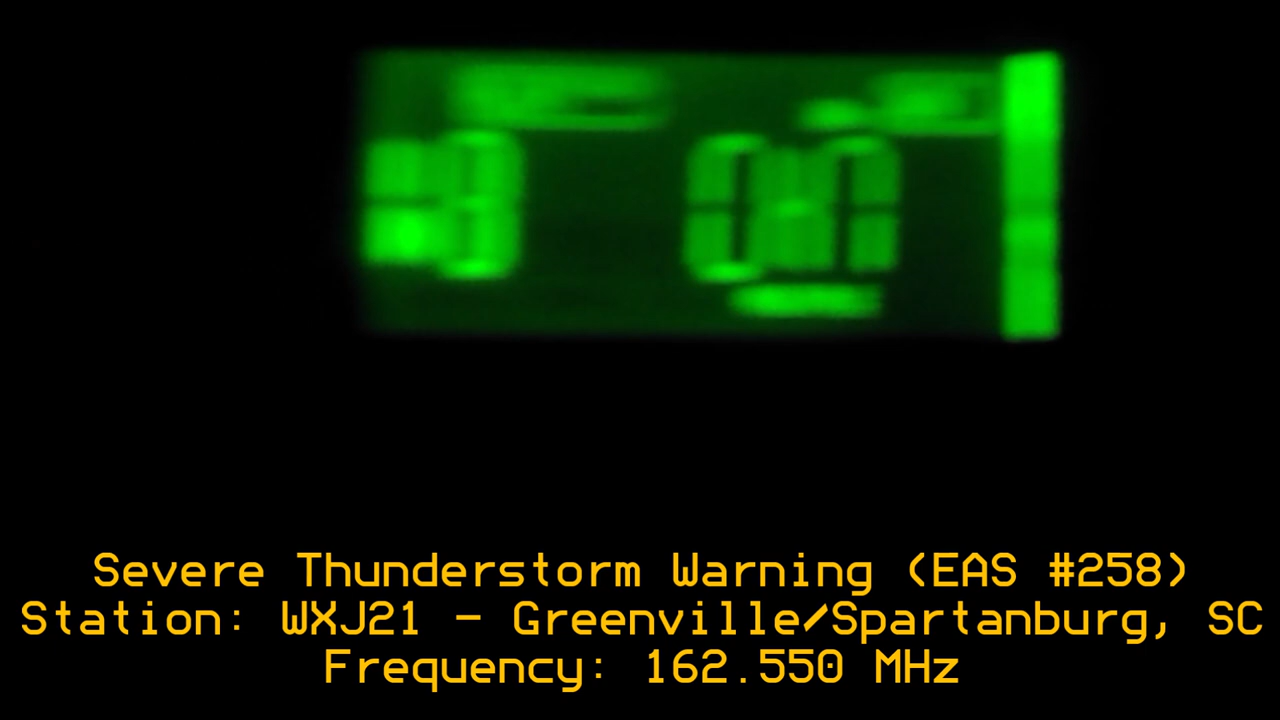 Severe Thunderstorm Warning (EAS #258)
Station: WXJ21 - Greenville/Spartanburg, SC
Frequency: 162.550 MHz